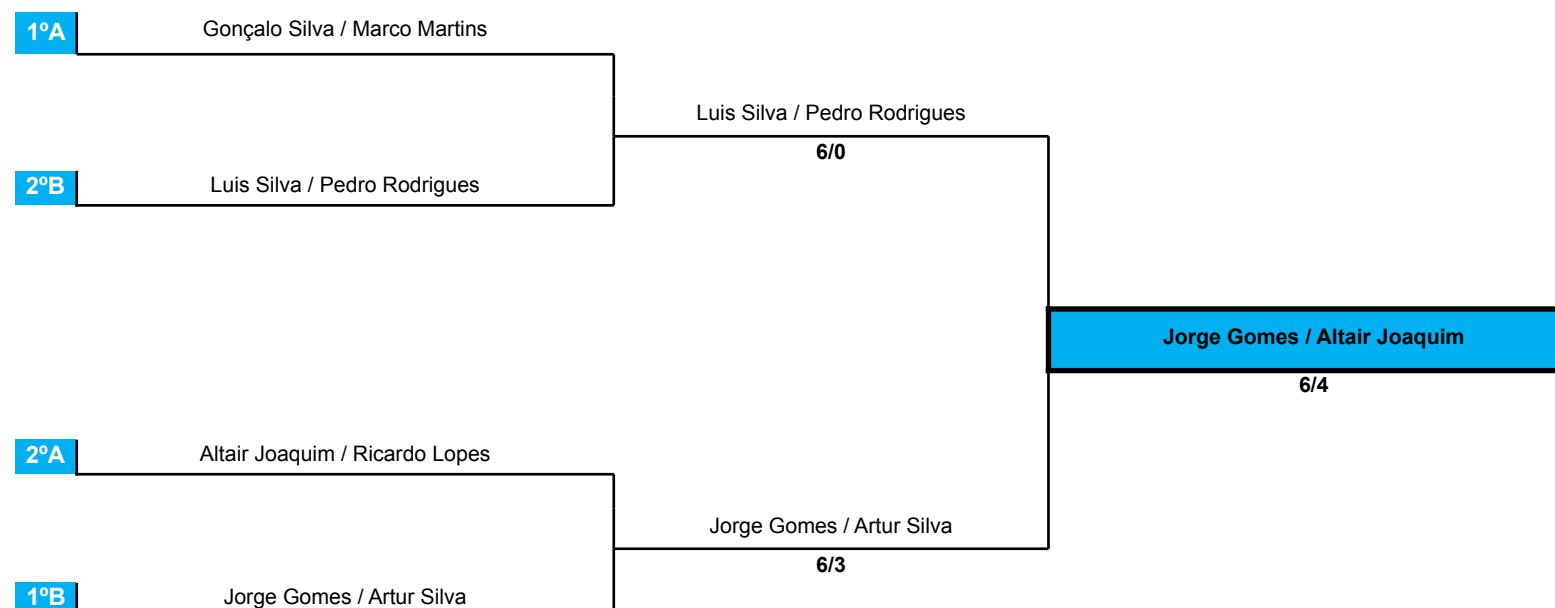 1ºA Gonçalo Silva / Marco Martins
Luis Silva / Pedro Rodrigues
6/0
2ºB Luis Silva / Pedro Rodrigues
Jorge Gomes / Altair Joaquim
6/4
2ºA Altair Joaquim / Ricardo Lopes
Jorge Gomes / Artur Silva
6/3
1ºB Jorge Gomes / Artur Silva